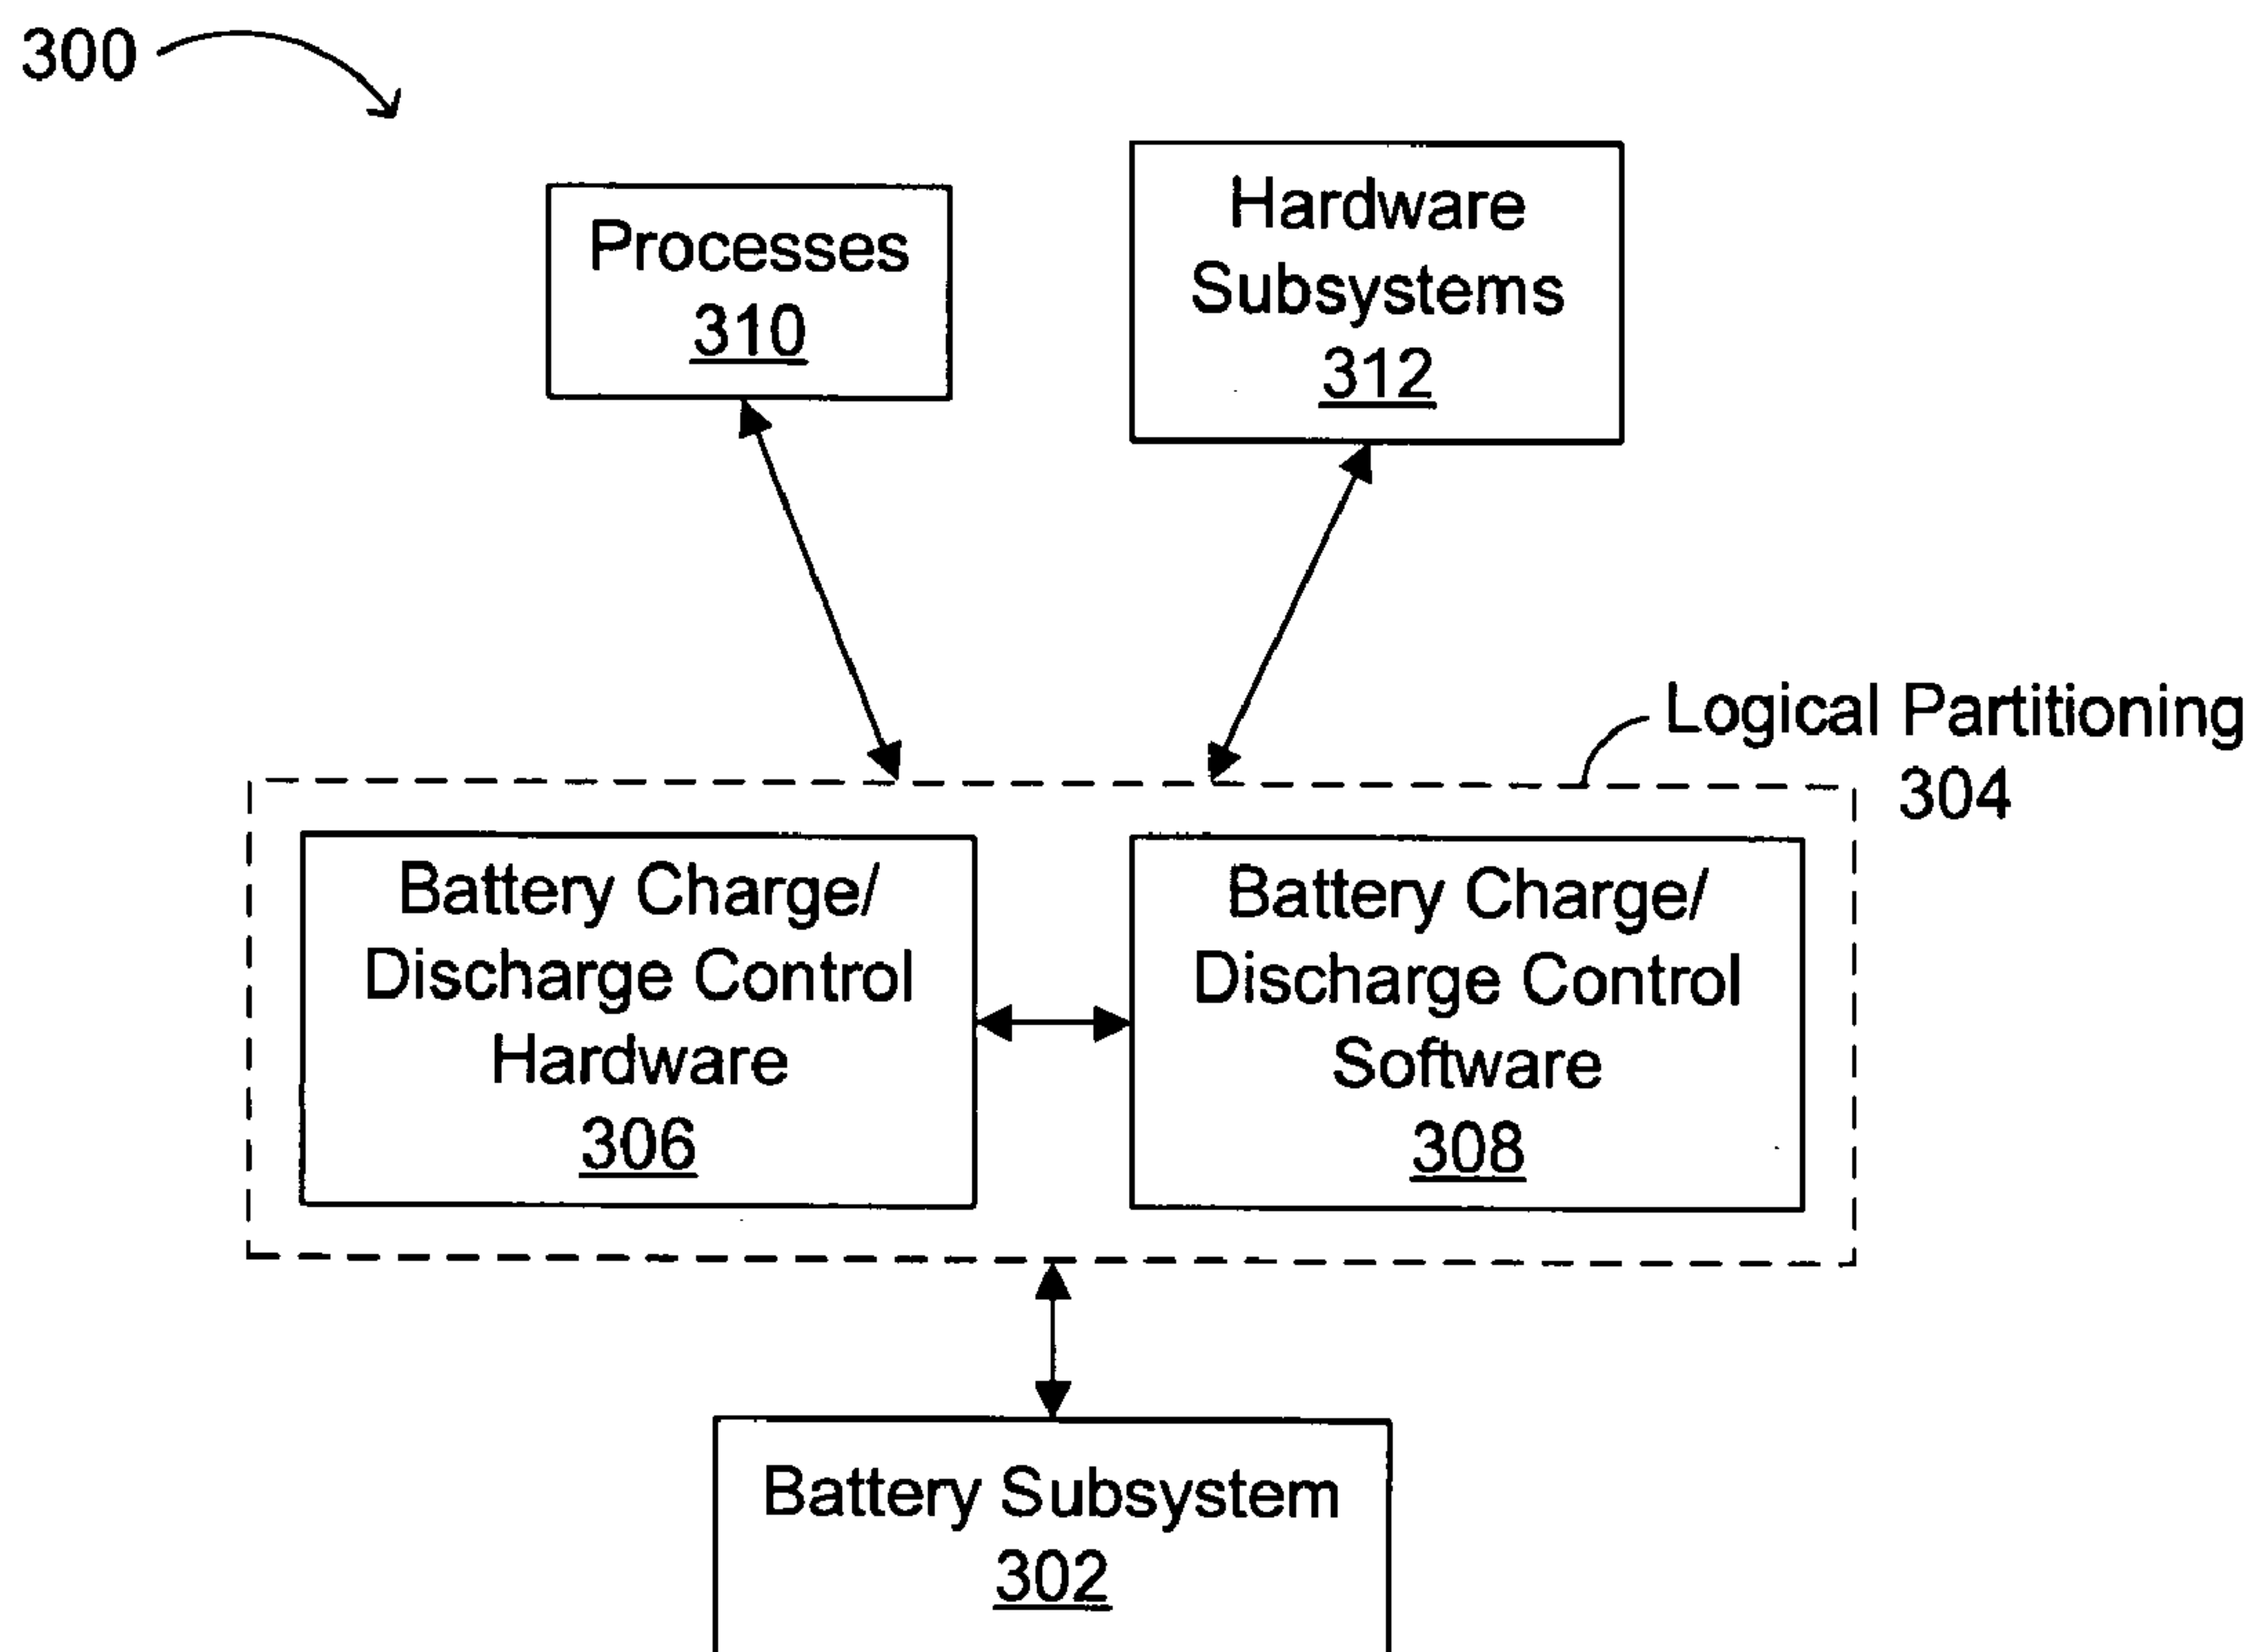 300
Processes
310
Hardware
Subsystems
312
Logical Partitioning
304
Battery Charge/
Discharge Control
Hardware
306
Battery Charge/
Discharge Control
Software
308
Battery Subsystem
302